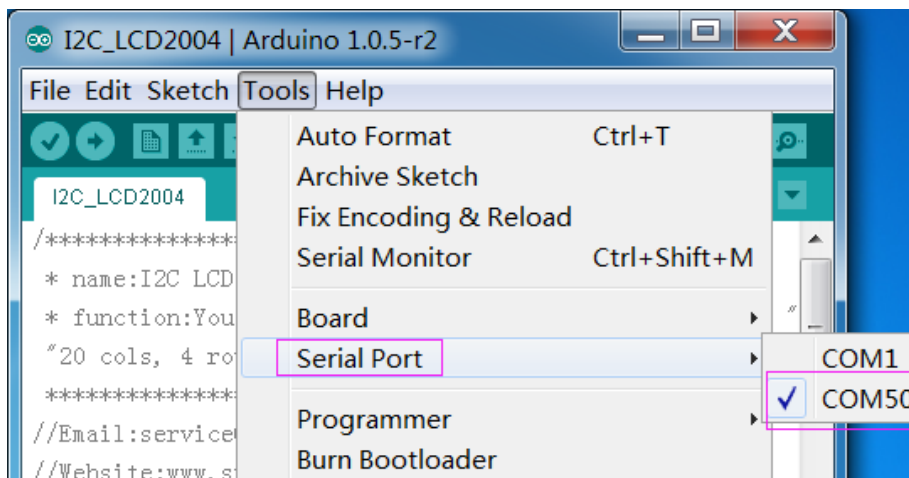 I2C_LCD2004 | Arduino 1.0.5-r2
File Edit Sketch Tools Help
Auto Format Ctrl+T
I2C_LCD2004
Archive Sketch
Fix Encoding & Reload
/***************
Serial Monitor Ctrl+Shift+M
* name:I2C LCD
* function:You
Board
"20 cols, 4 ro
Serial Port
COM1
***************
COM50
Programmer
//Email:service
Burn Bootloader
//Website:www.s